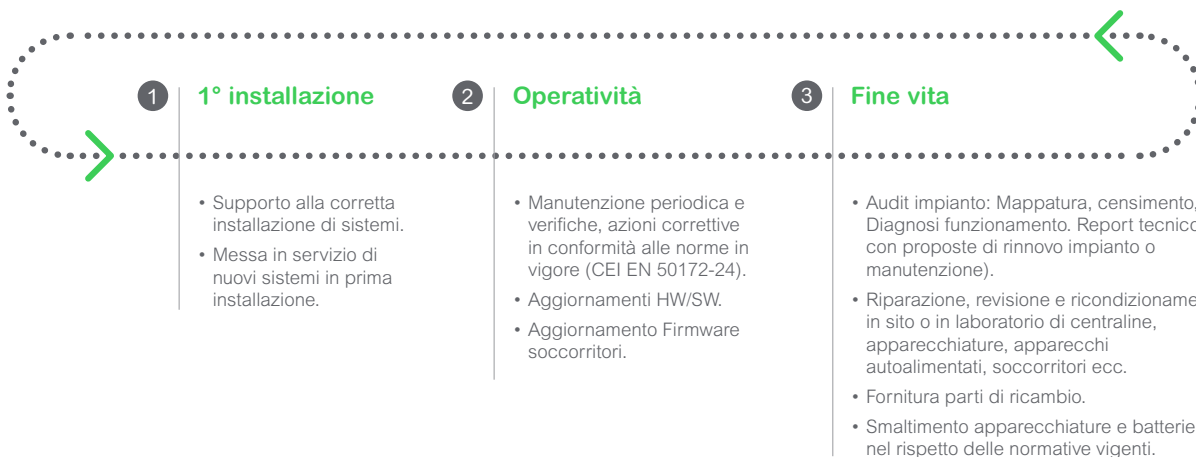 1
1° installazione
• Supporto alla corretta
installazione di sistemi.
• Messa in servizio di
nuovi sistemi in prima
installazione.
2
Operatività
• Manutenzione periodica e
verifiche, azioni correttive
in conformità alle norme in
vigore (CEI EN 50172-24).
• Aggiornamenti HW/SW.
• Aggiornamento Firmware
soccorritori.
3
Fine vita
• Audit impianto: Mappatura, censimento,
Diagnosi funzionamento. Report tecnico
con proposte di rinnovo impianto o
manutenzione).
• Riparazione, revisione e
in sito o in laboratorio di centraline,
apparecchiature, apparecchi
autoalimentati, soccorritori ecc.
• Fornitura parti di ricambio.
• Smaltimento apparecchiature e batterie
nel rispetto delle normative vigenti.